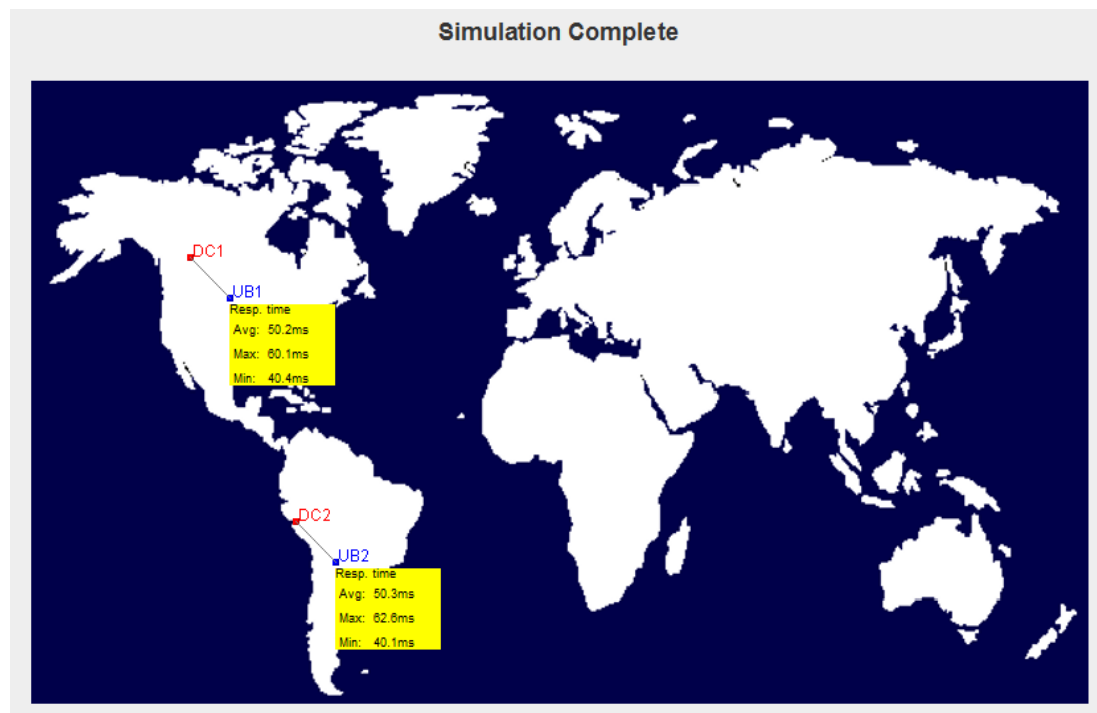 Simulation Complete
DC1
UB1
Resp. time
Avg: 50.2ms
Max: 60.1ms
Min: 40.4ms
DC2
UB2
Resp. time
Avg: 50.3ms
Max: 62.6ms
Min: 40.1ms